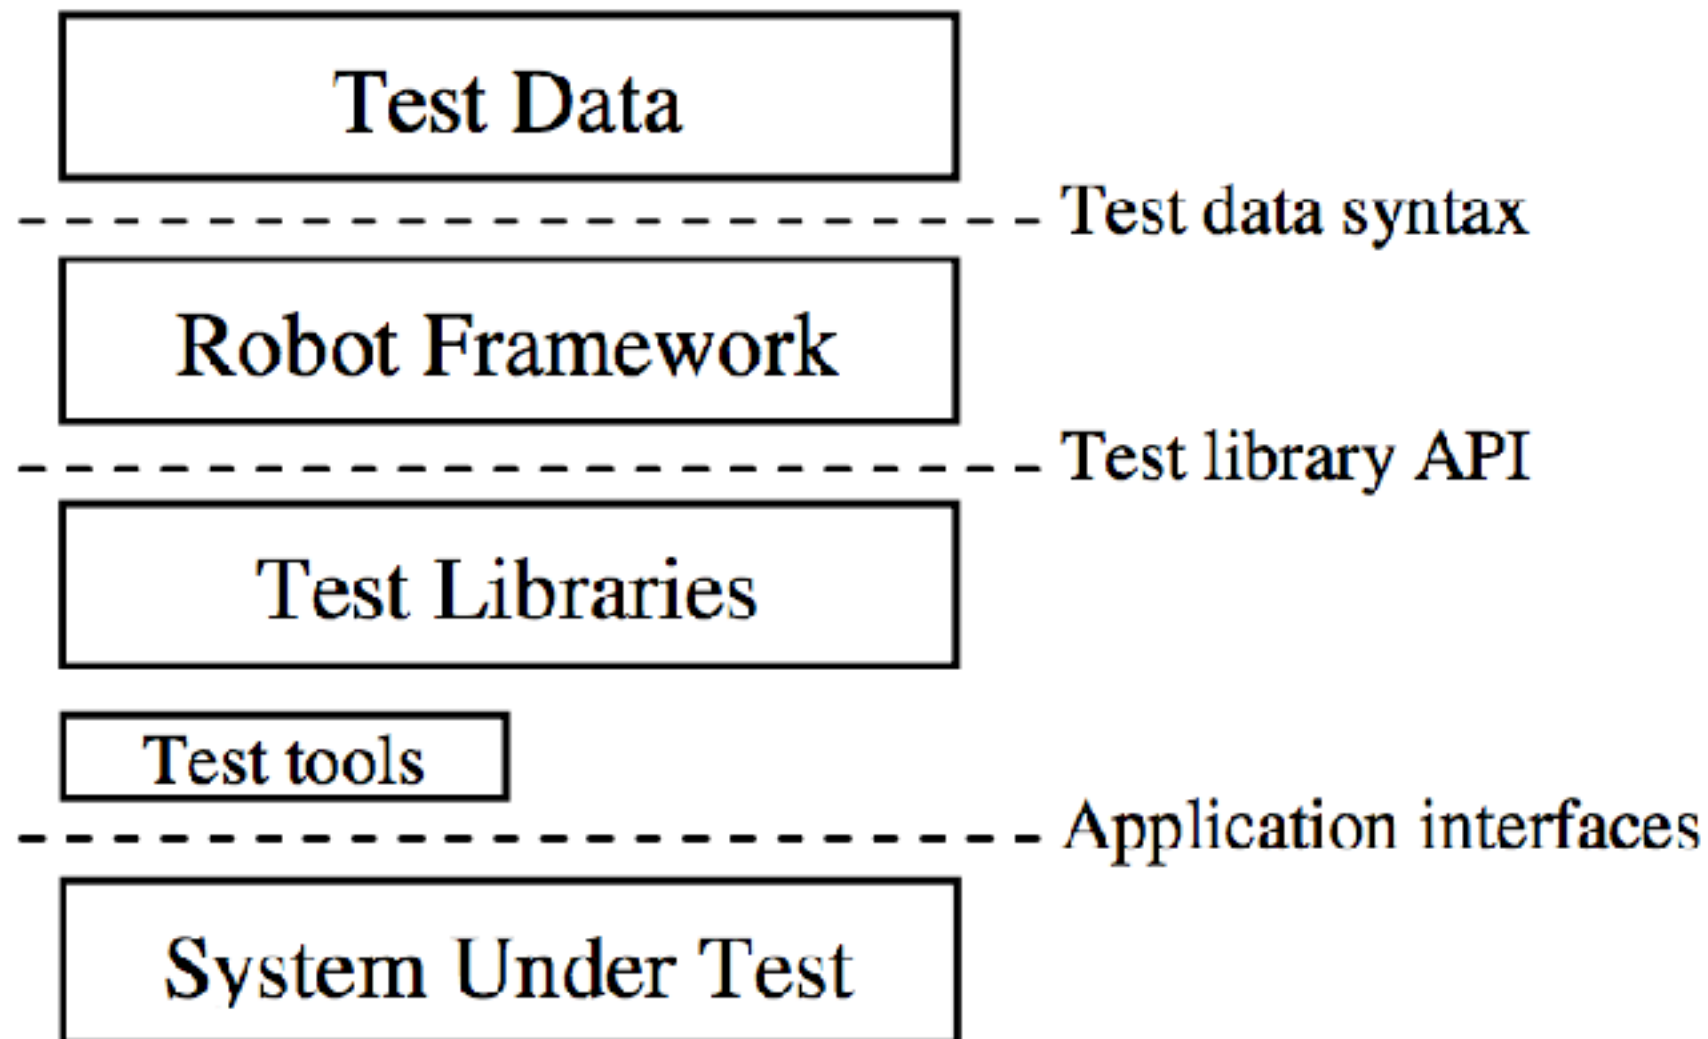 Test Data
Test data syntax
Robot Framework
Test library API
Test Libraries
Test tools
Application interfaces
System Under Test